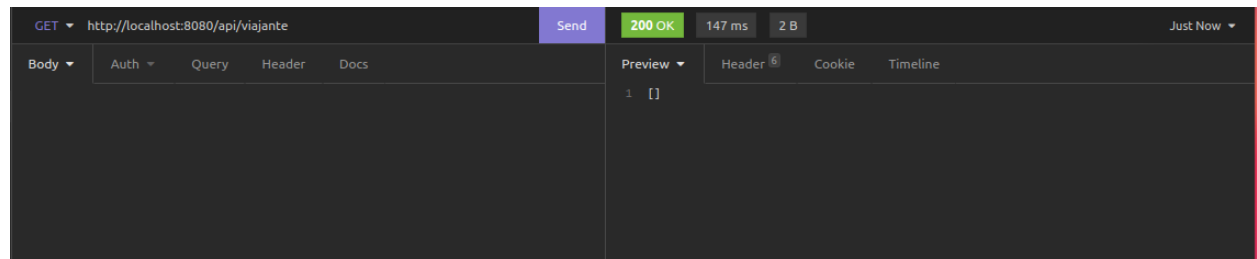 GET http://localhost:8080/api/viajante Send 200 OK 147 ms 2 B Just Now
Body Auth Query Header Docs Preview Header 6 Cookie Timeline
1 []